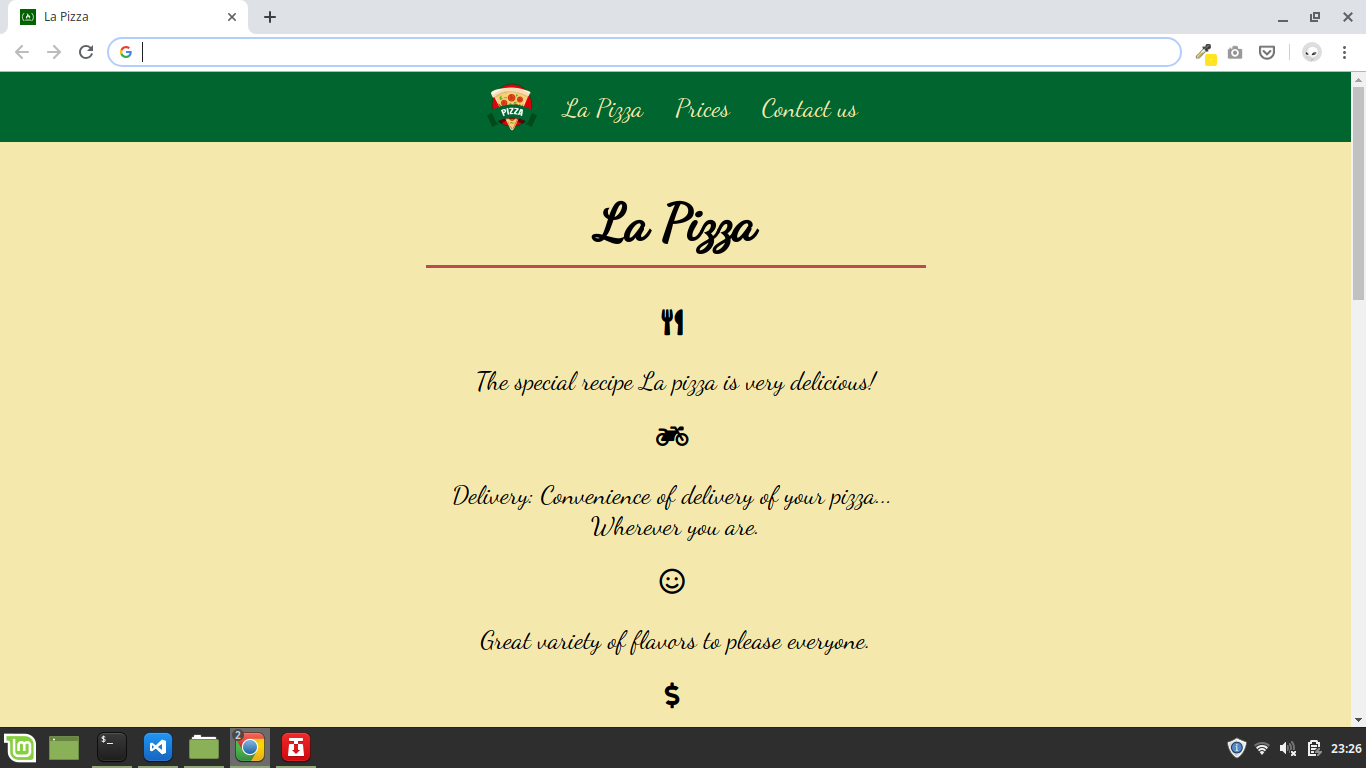 La Pizza
PIZZA
La Pizza
Prices
Contact us
La Pizza
The special recipe La pizza is very delicious!
Delivery: Convenience of delivery of your pizza...
Wherever you are.
Great variety of flavors to please everyone.
$
$_
2
23:26